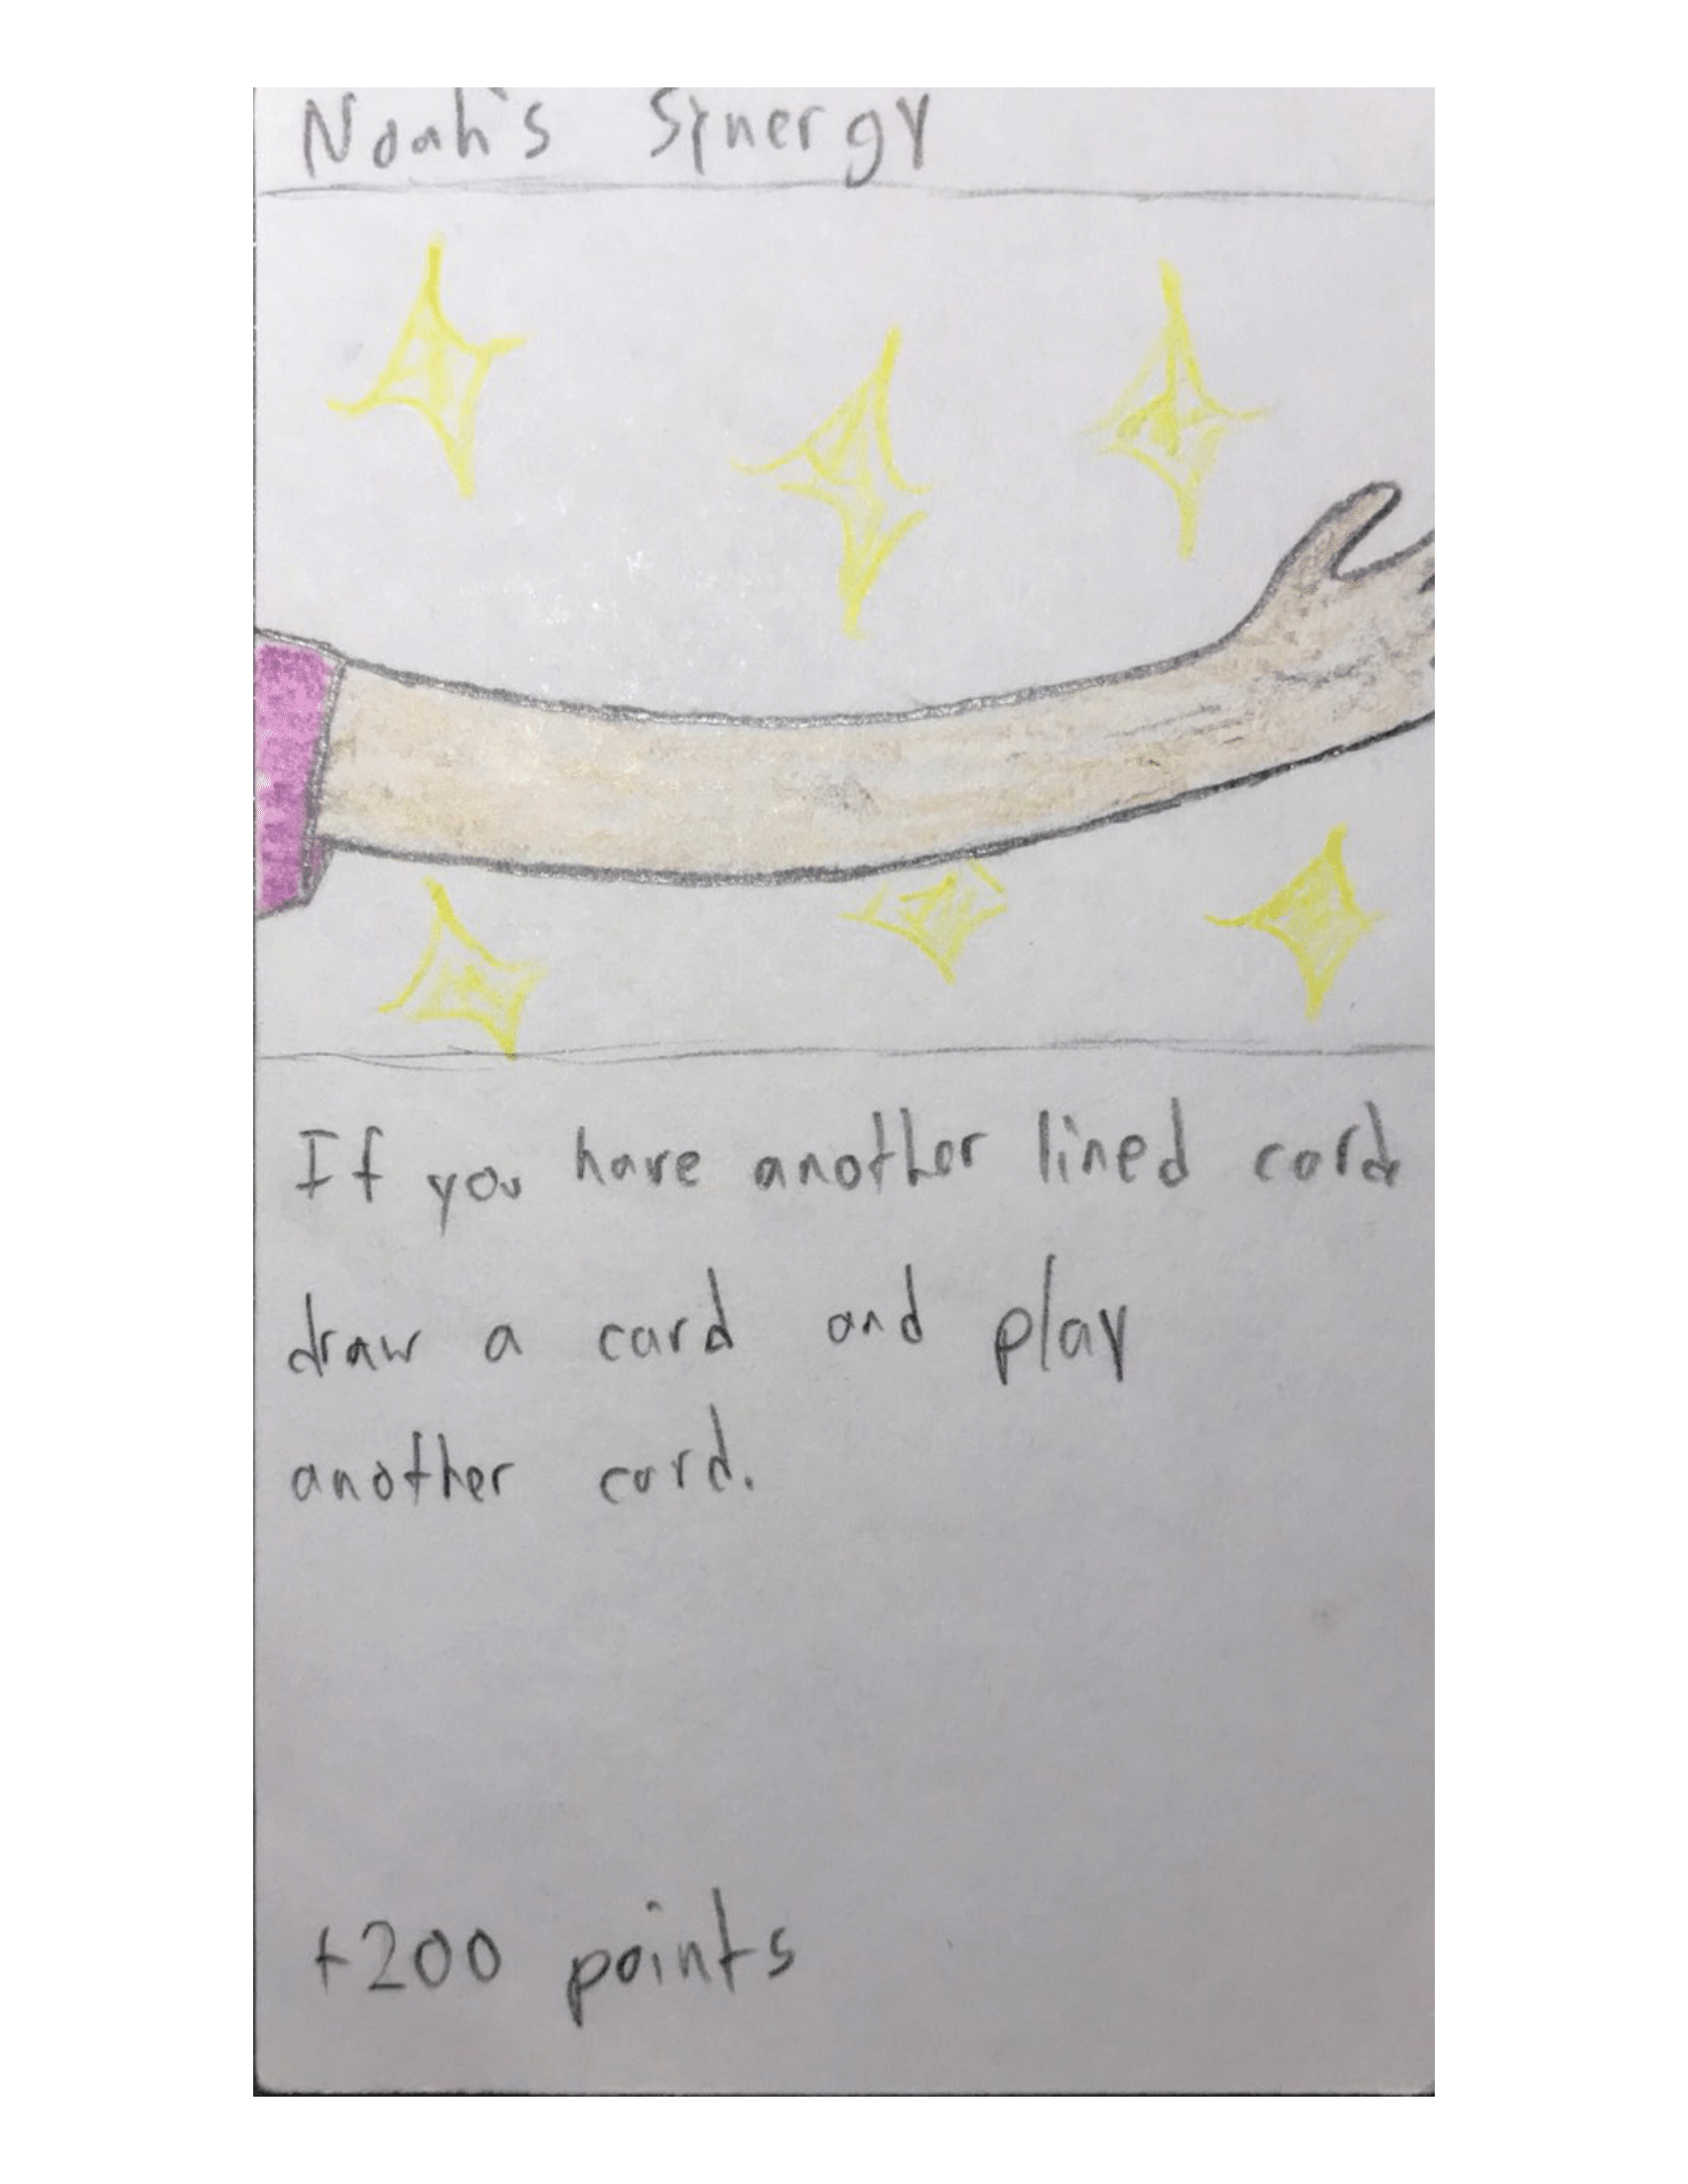 Noah's Synergy
If you have another lined card
draw a card and play
another card.
+200 points